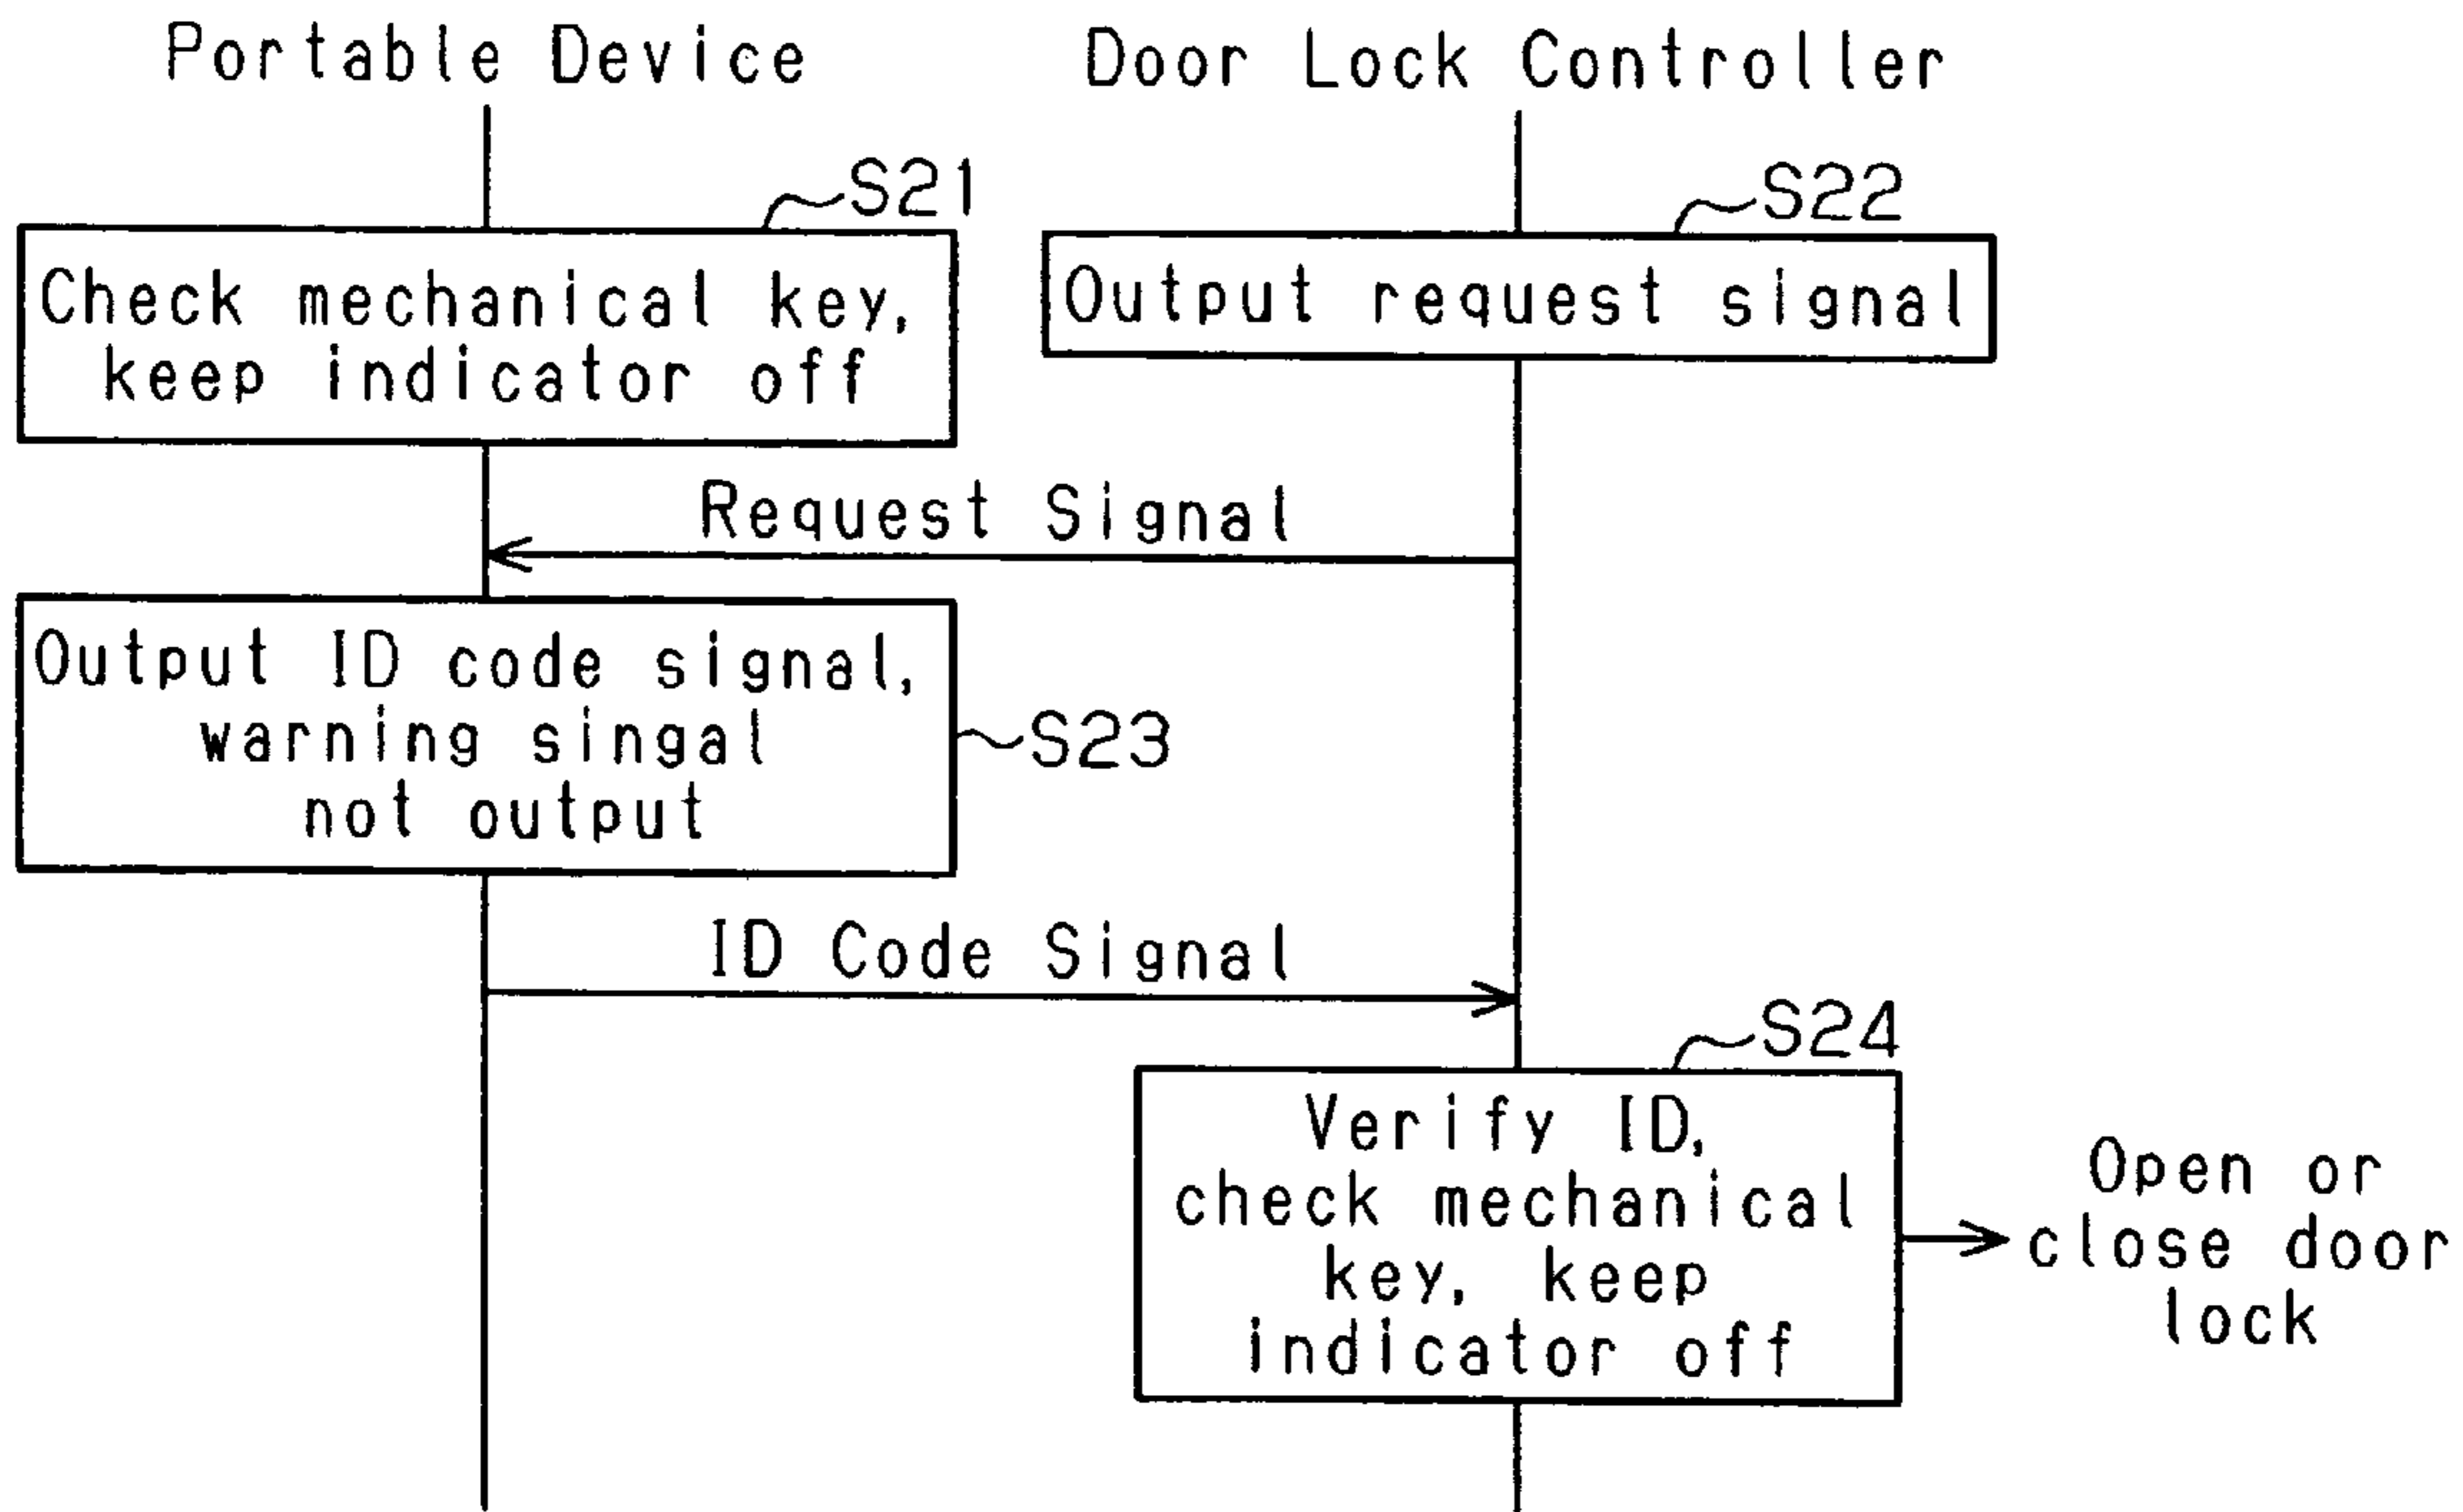 Portable Device
Door Lock Controller
S21
S22
Check mechanical key,
keep indicator off
Output request signal
Request Signal
Output ID code signal,
warning singal
not output
S23
ID Code Signal
S24
Verify ID,
check mechanical
key, keep
indicator off
Open or
close door
lock